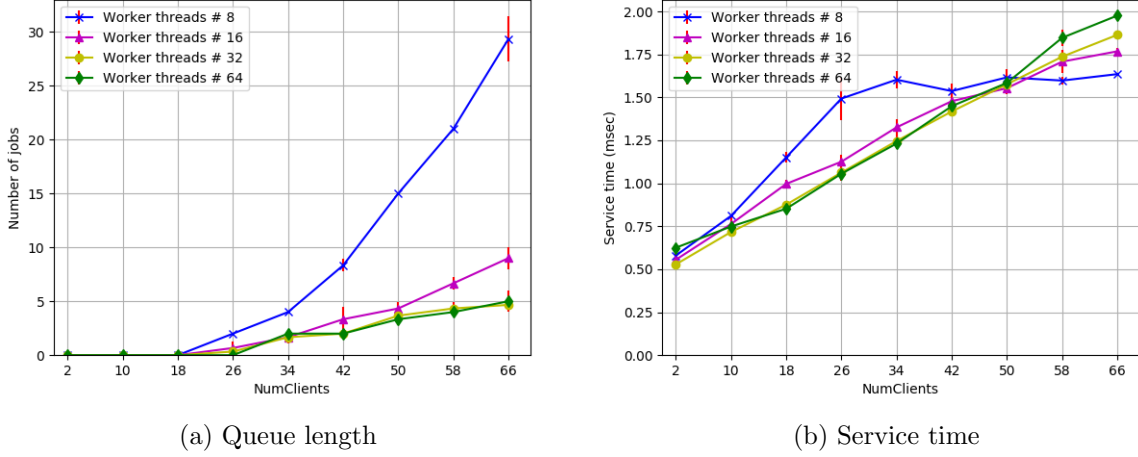 Worker threads # 8
Worker threads # 16
Worker threads # 32
Worker threads # 64
30
25
20
15
10
5
0
Number of jobs
2 10 18 26 34 42 50 58 66
NumClients
(a) Queue length
Worker threads # 8
Worker threads # 16
Worker threads # 32
Worker threads # 64
2.00
1.75
1.50
1.25
1.00
0.75
0.50
0.25
0.00
Service time (msec)
2 10 18 26 34 42 50 58 66
NumClients
(b) Service time